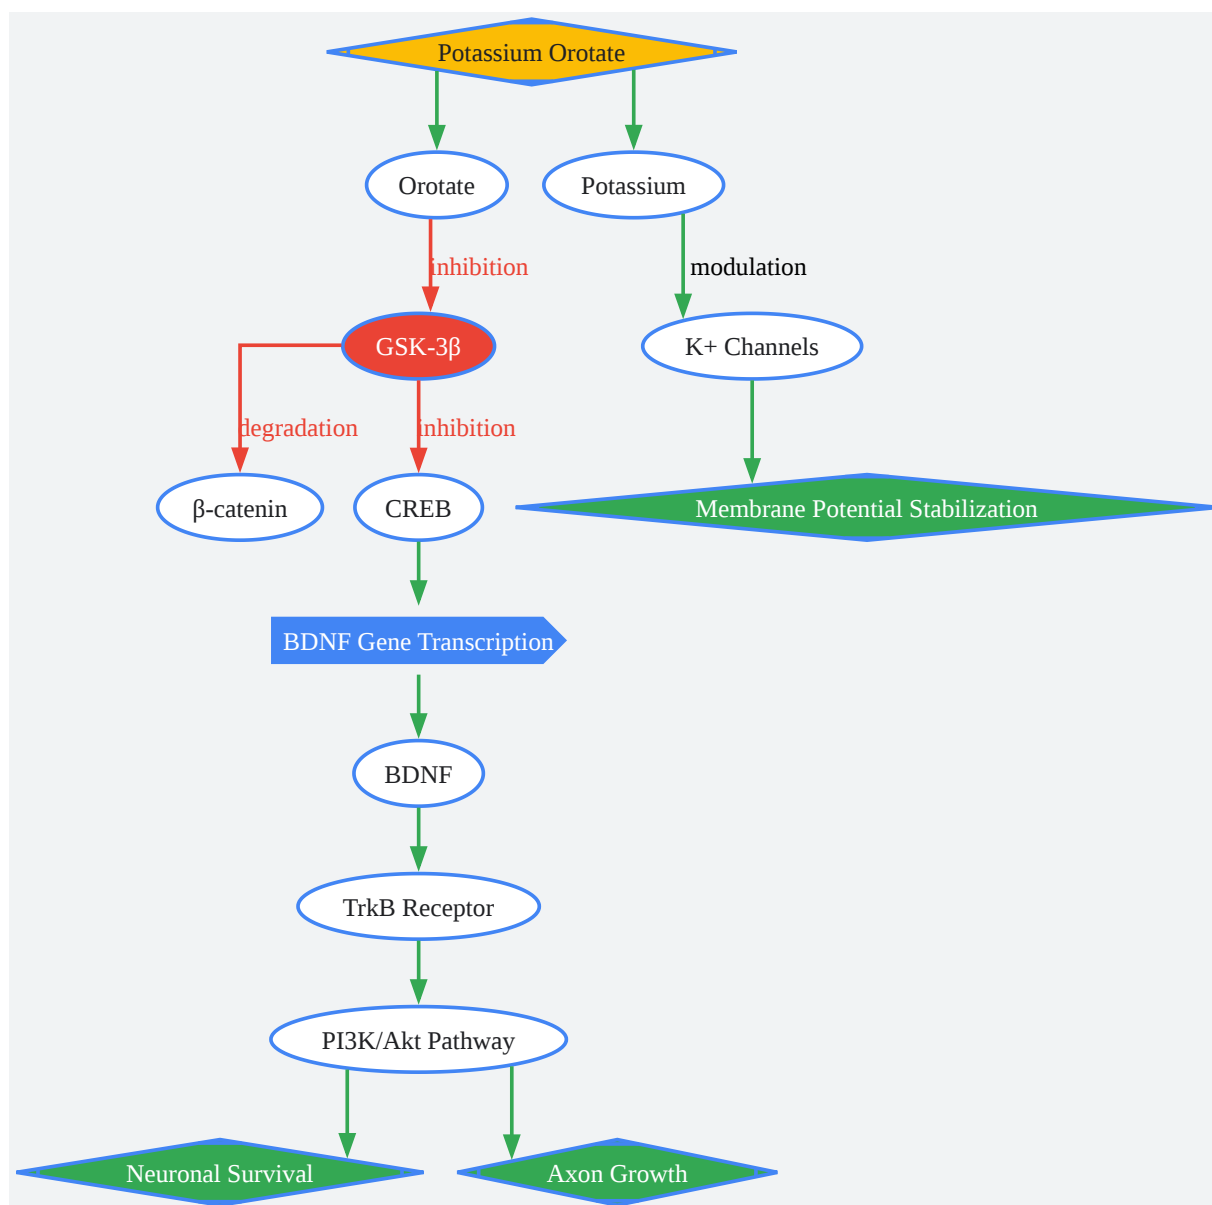 Potassium Orotate
Orotate
Potassium
inhibition
modulation
GSK-3β
K+ Channels
degradation
inhibition
β-catenin
CREB
Membrane Potential Stabilization
BDNF Gene Transcription
BDNF
TrkB Receptor
PI3K/Akt Pathway
Neuronal Survival
Axon Growth